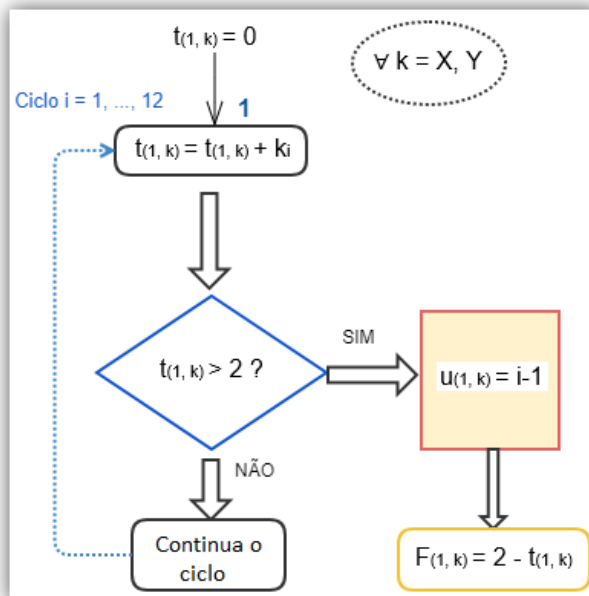 t(1, k) = 0
∀ k = X, Y
Ciclo i = 1, ..., 12
1
t(1, k) = t(1, k) + ki
t(1, k) > 2 ?
SIM
u(1, k) = i-1
NÃO
Continua o
ciclo
F(1, k) = 2 - t(1, k)